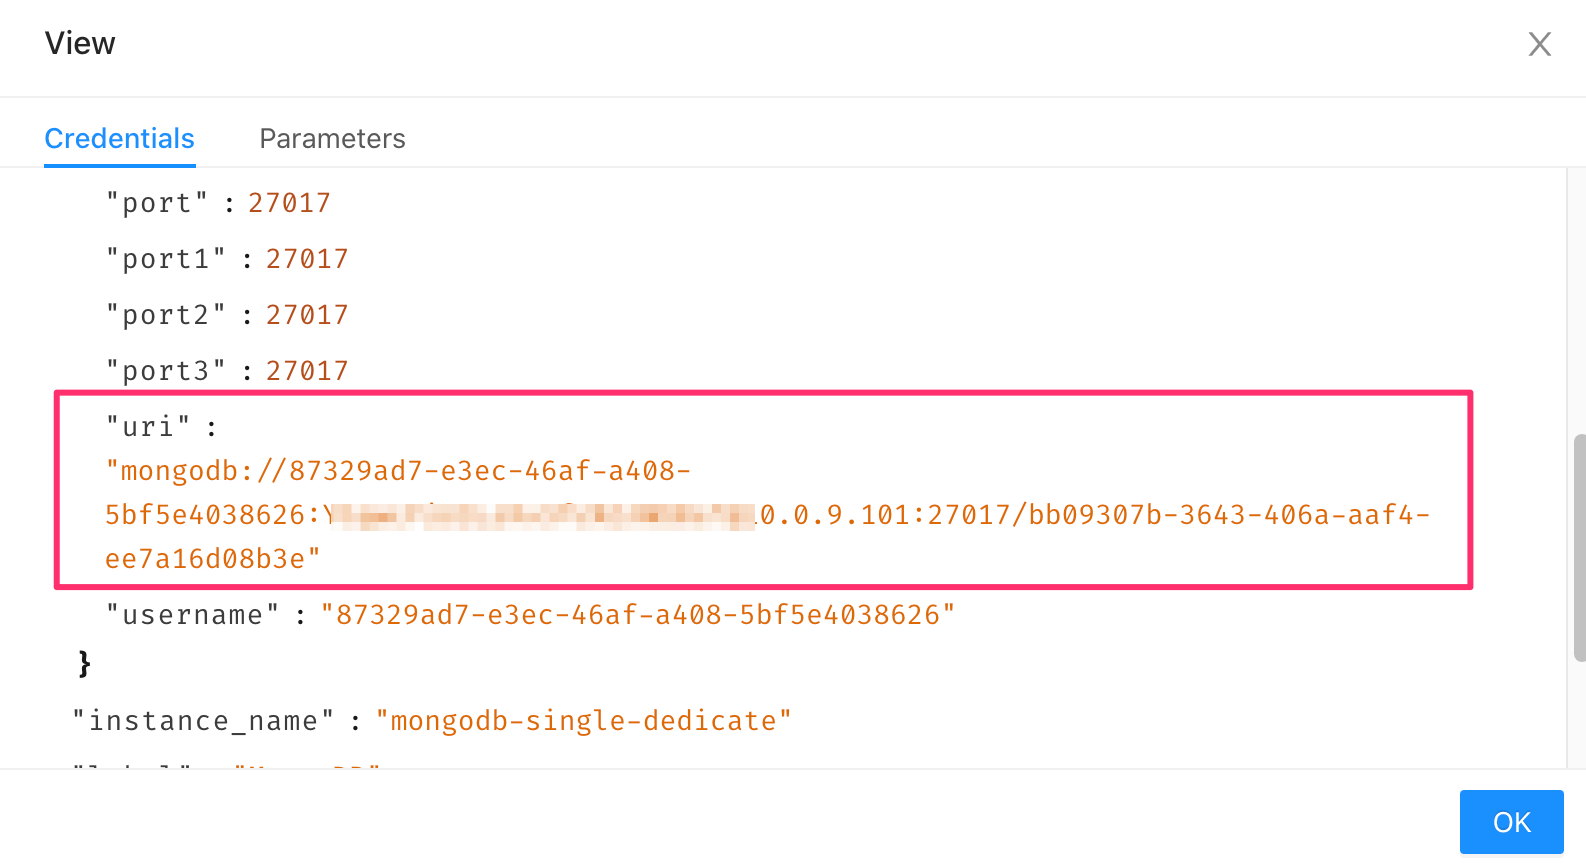 View
Credentials Parameters
"port" : 27017
"port1" : 27017
"port2" : 27017
"port3" : 27017
"uri" :
"mongodb://87329ad7-e3ec-46af-a408-
5bf5e4038626: 0.0.9.101:27017/bb09307b-3643-406a-aaf4-
ee7a16d08b3e"
"username" : "87329ad7-e3ec-46af-a408-5bf5e4038626"
}
"instance_name" : "mongodb-single-dedicate"
OK